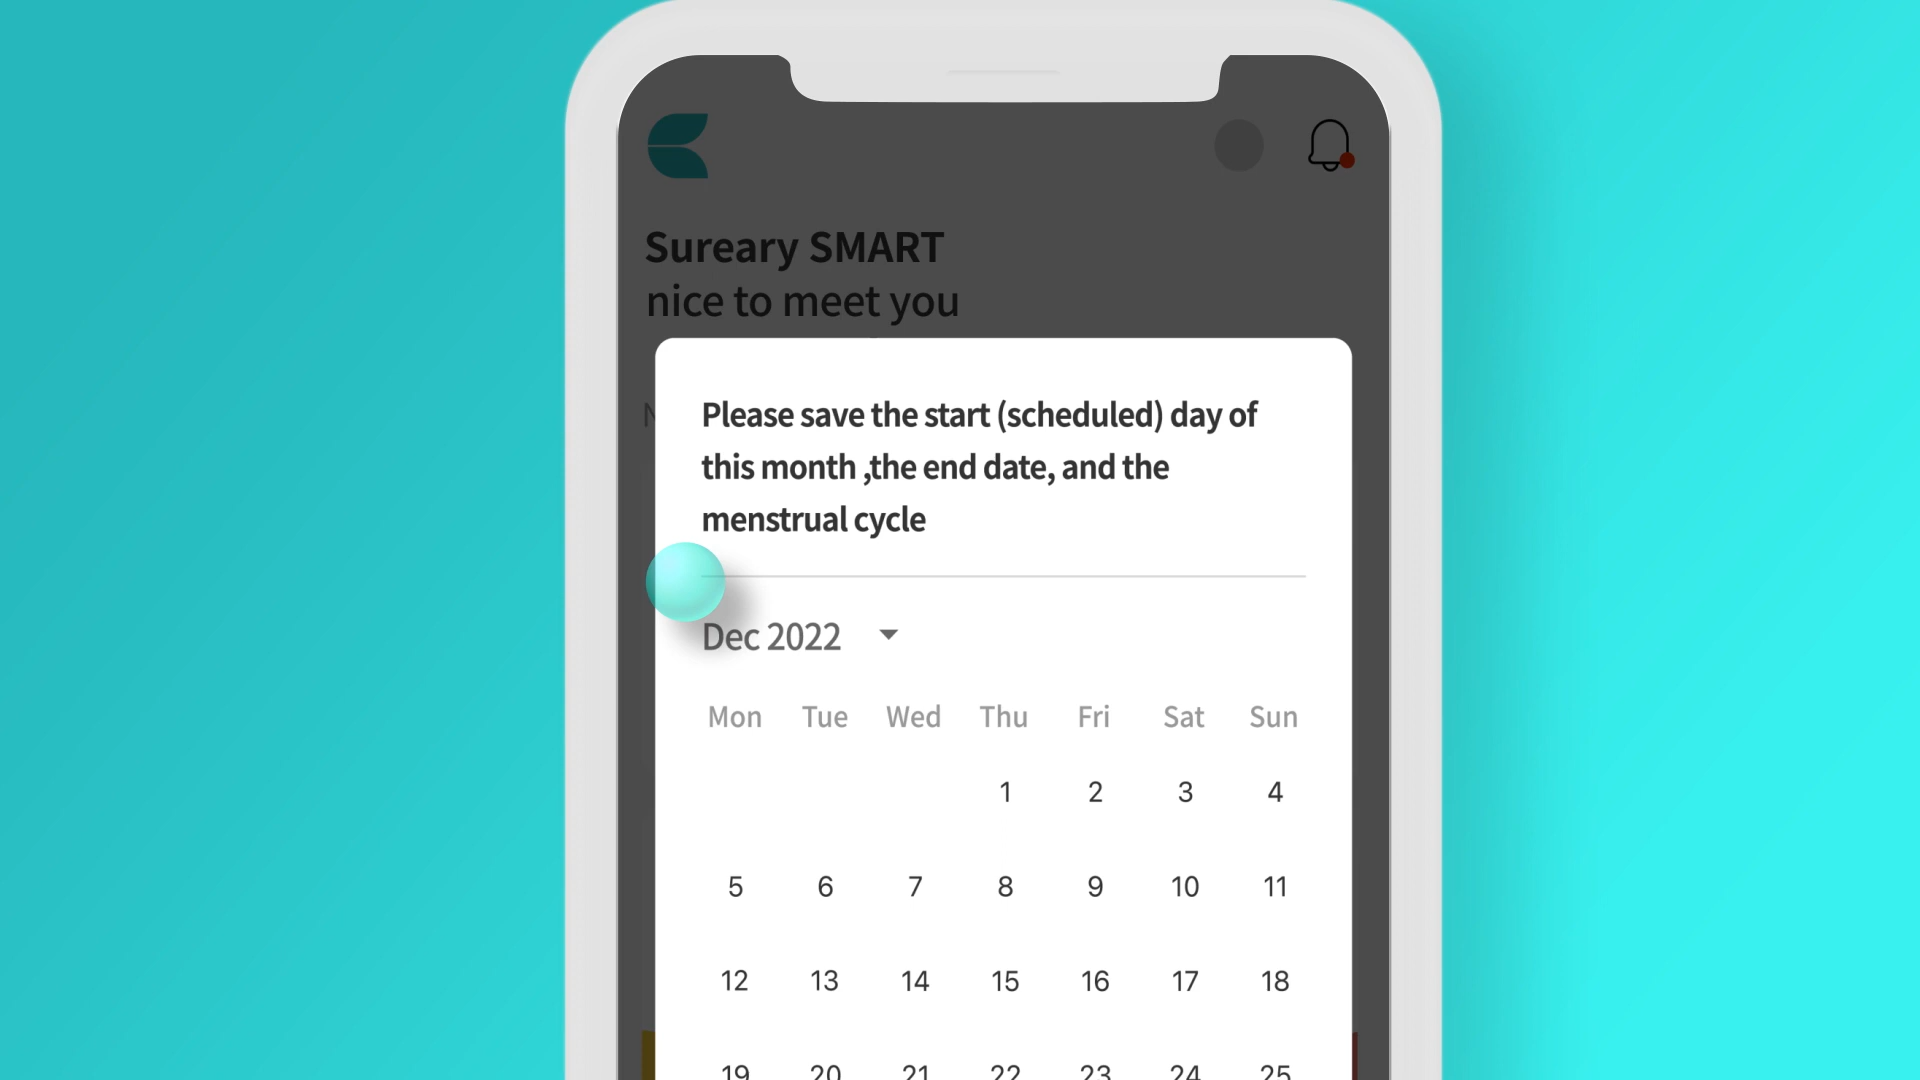 Sureary SMART
nice to meet you
Please save the start (scheduled) day of
this month ,the end date, and the
menstrual cycle
Dec 2022
Mon Tue Wed Thu Fri Sat Sun
1 2 3 4
5 6 7 8 9 10 11
12 13 14 15 16 17 18
19 20 21 22 23 24 25